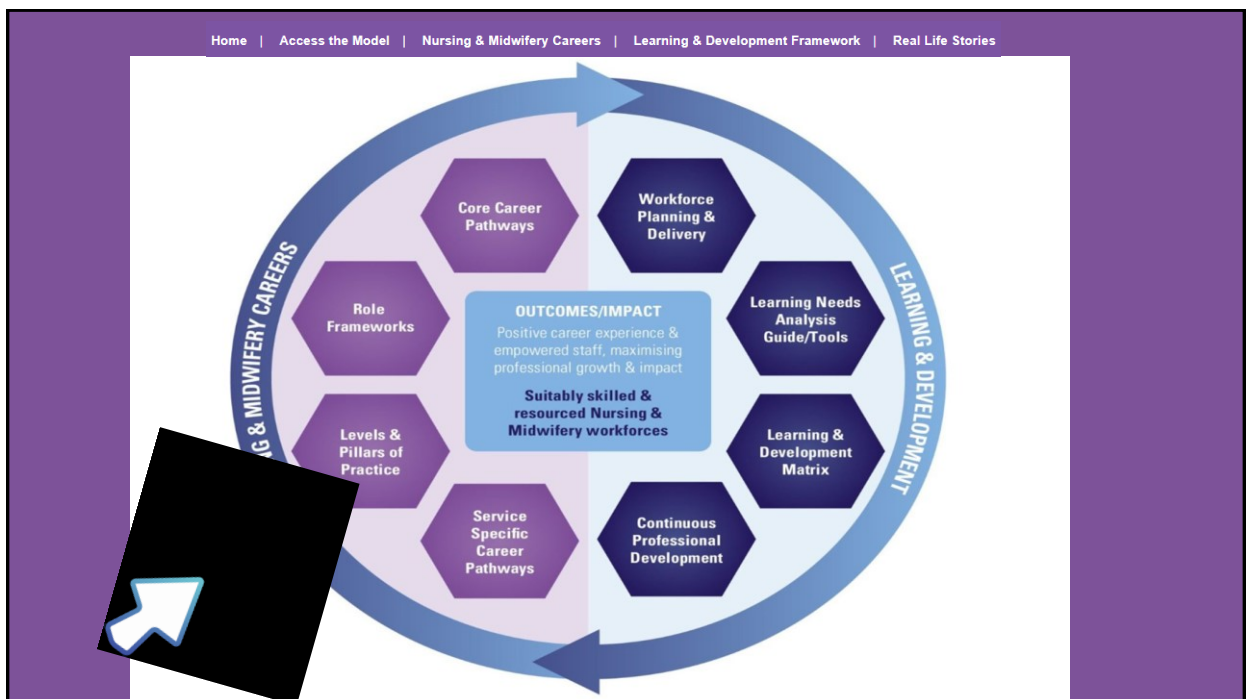 Home | Access the Model | Nursing & Midwifery Careers | Learning & Development Framework | Real Life Stories
Core Career
Pathways
Workforce
Planning &
Delivery
Role
Frameworks
Learning Needs
Analysis
Guide/Tools
& MIDWIFERY CAREERS
OUTCOMES/IMPACT
Positive career experience &
empowered staff, maximising
professional growth & impact
Suitably skilled &
resourced Nursing &
Midwifery workforces
LEARNING & DEVELOPMENT
Levels &
Pillars of
Practice
Learning &
Development
Matrix
Service
Specific
Career
Pathways
Continuous
Professional
Development